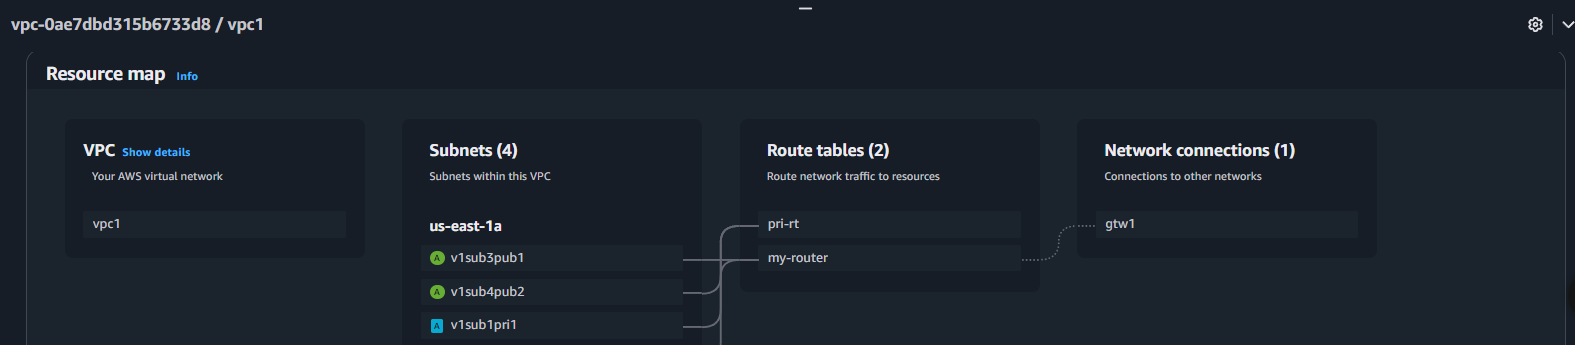 vpc-0ae7dbd315b6733d8 / vpc1
Resource map Info
VPC Show details
Your AWS virtual network
vpc1
Subnets (4)
Subnets within this VPC
us-east-1a
A v1sub3pub1
A v1sub4pub2
A v1sub1pri1
Route tables (2)
Route network traffic to resources
pri-rt
my-router
Network connections (1)
Connections to other networks
gtw1